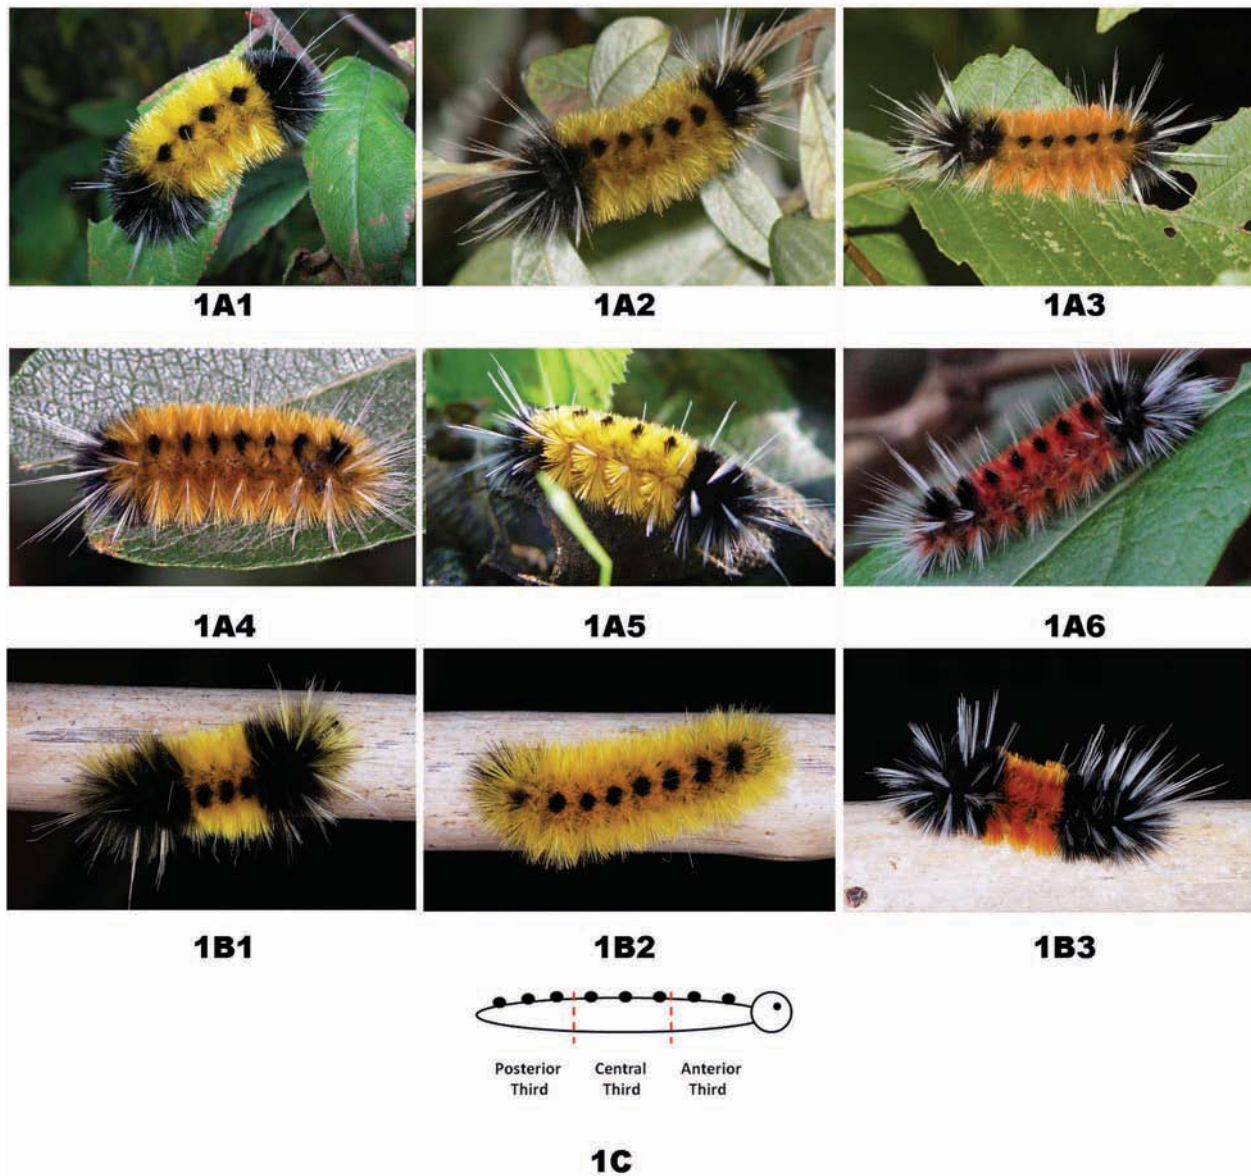 1A1
1A2
1A3
1A4
1A5
1A6
1B1
1B2
1B3
Posterior Third
Central Third
Anterior Third
1C